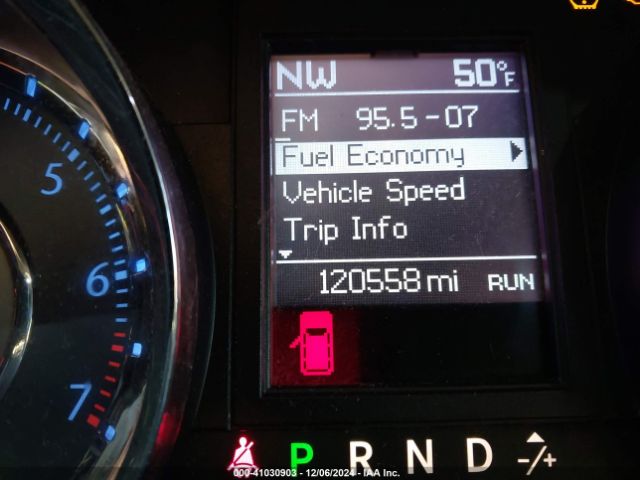 NW 50°F
FM 95.5-07
Fuel Economy
Vehicle Speed
Trip Info
120558 mi RUN
5
6
7
P R N D -/+
000-41030903 - 12/06/2024 - IAA Inc.